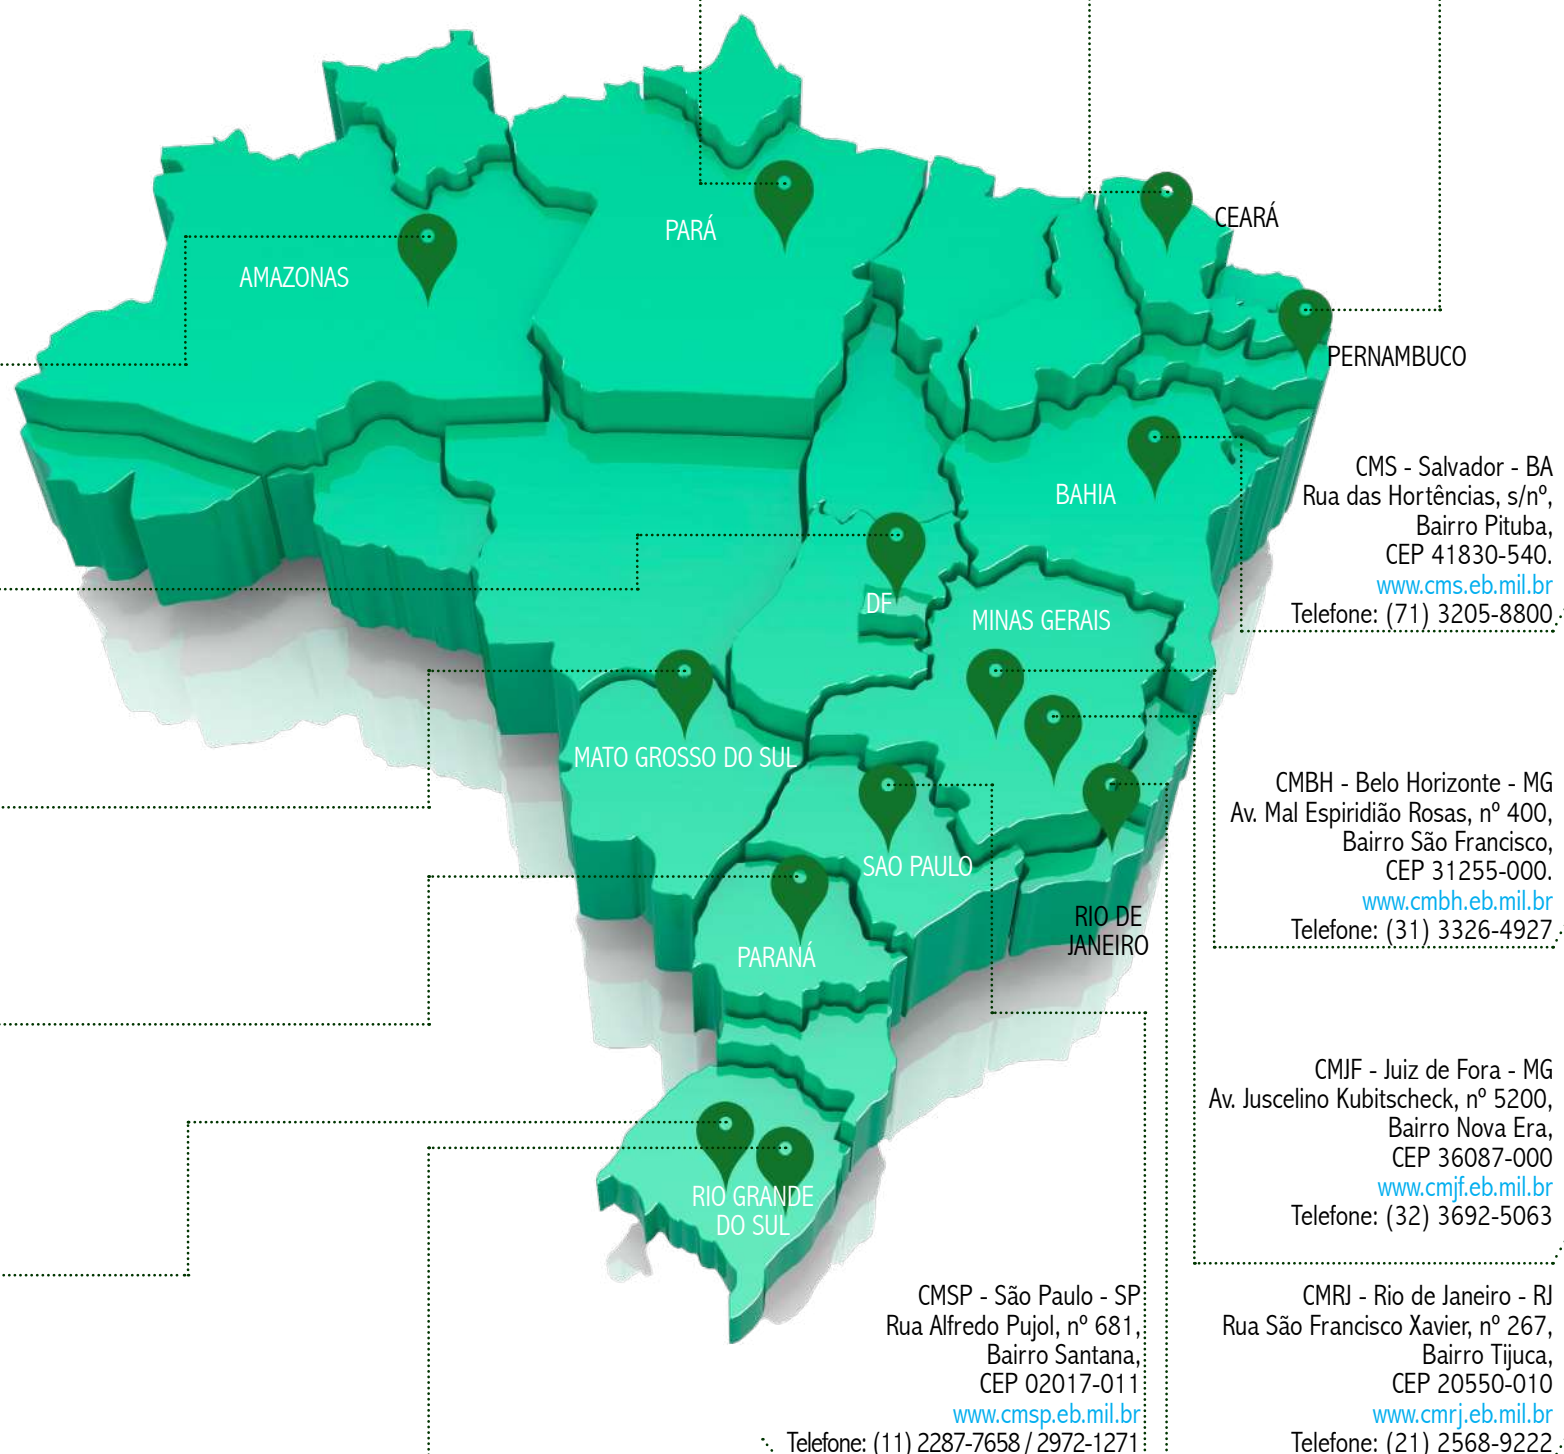 PARÁ
CEARÁ
AMAZONAS
PERNAMBUCO
BAHIA
DF
MINAS GERAIS
MATO GROSSO DO SUL
SAO PAULO
RIO DE
JANEIRO
PARANÁ
RIO GRANDE
DO SUL
CMS - Salvador - BA
Rua das Hortências, s/nº,
Bairro Pituba,
CEP 41830-540.
www.cms.eb.mil.br
Telefone: (71) 3205-8800
CMBH - Belo Horizonte - MG
Av. Mal Espiridião Rosas, nº 400,
Bairro São Francisco,
CEP 31255-000.
www.cmbh.eb.mil.br
Telefone: (31) 3326-4927
CMJF - Juiz de Fora - MG
Av. Juscelino Kubitscheck, nº 5200,
Bairro Nova Era,
CEP 36087-000
www.cmjf.eb.mil.br
Telefone: (32) 3692-5063
CMSP - São Paulo - SP
Rua Alfredo Pujol, nº 681,
Bairro Santana,
CEP 02017-011
www.cmsp.eb.mil.br
Telefone: (11) 2287-7658 / 2972-1271
CMRJ - Rio de Janeiro - RJ
Rua São Francisco Xavier, nº 267,
Bairro Tijuca,
CEP 20550-010
www.cmrj.eb.mil.br
Telefone: (21) 2568-9222